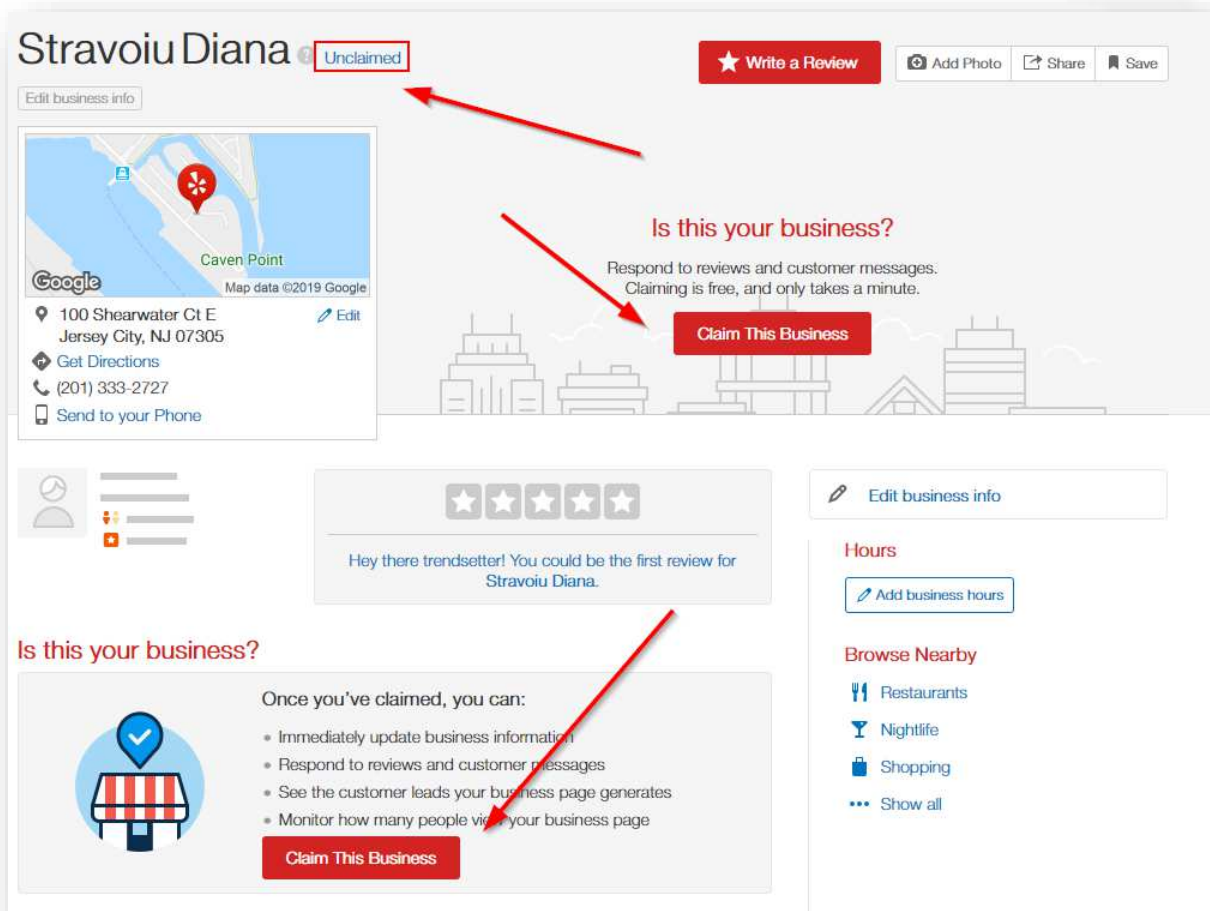 Stravoiu Diana
Unclaimed
Write a Review
Add Photo
Share
Save
Edit business info
Caven Point
Google
Map data ©2019 Google
100 Shearwater Ct E
Edit
Jersey City, NJ 07305
Get Directions
(201) 333-2727
Send to your Phone
Is this your business?
Respond to reviews and customer messages.
Claiming is free, and only takes a minute.
Claim This Business
Hey there trendsetter! You could be the first review for
Stravoiu Diana.
Edit business info
Hours
Add business hours
Browse Nearby
Restaurants
Nightlife
Shopping
Show all
Is this your business?
Once you've claimed, you can:
Immediately update business information
Respond to reviews and customer messages
See the customer leads your business page generates
Monitor how many people view your business page
Claim This Business